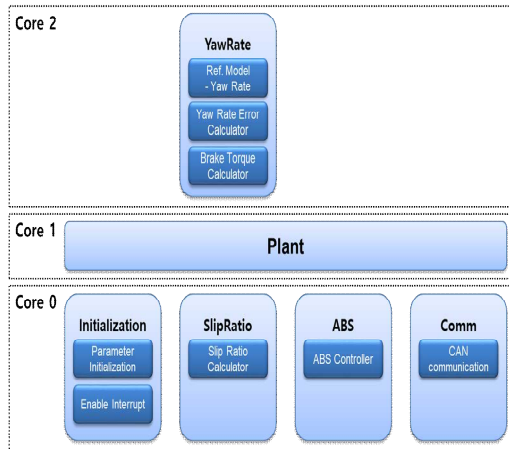 Core 2
YawRate
Ref. Model
- Yaw Rate
Yaw Rate Error
Calculator
Brake Torque
Calculator
Core 1
Plant
Core 0
Initialization
Parameter
Initialization
Enable Interrupt
SlipRatio
Slip Ratio
Calculator
ABS
ABS Controller
Comm
CAN
communication